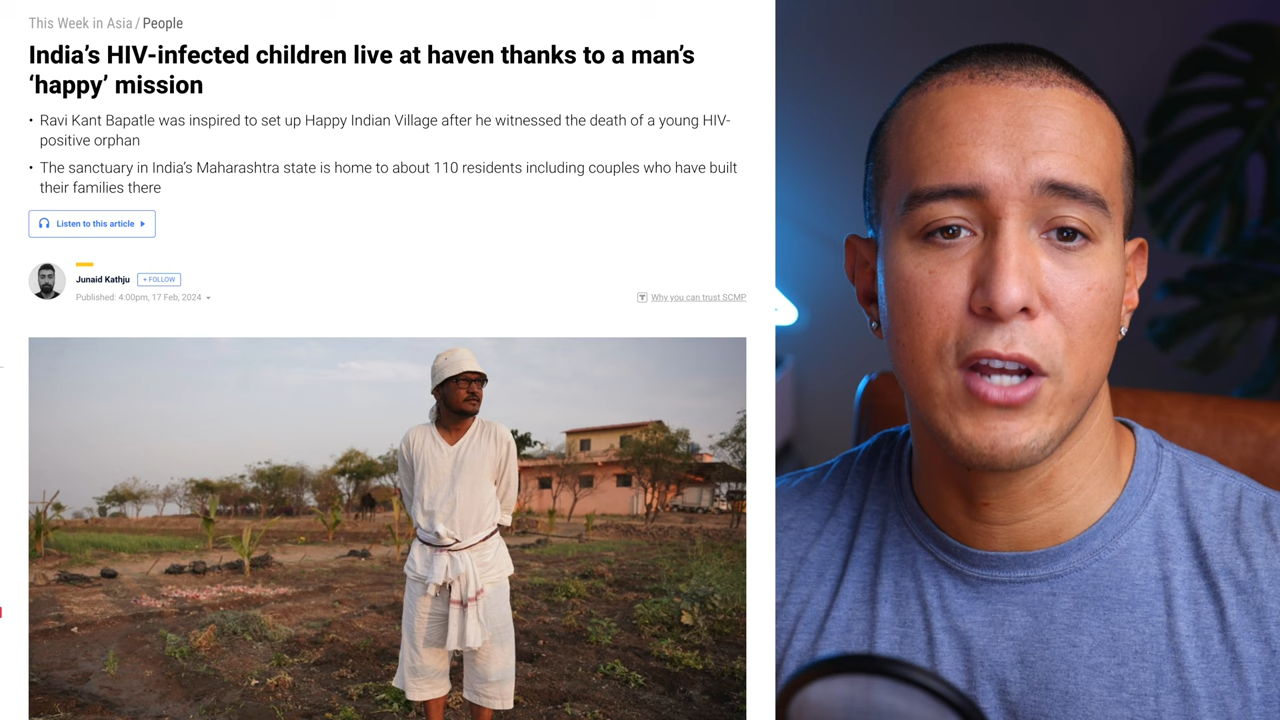 This Week in Asia / People
India’s HIV-infected children live at haven thanks to a man’s
‘happy’ mission
• Ravi Kant Bapatle was inspired to set up Happy Indian Village after he witnessed the death of a young HIV-
positive orphan
• The sanctuary in India’s Maharashtra state is home to about 110 residents including couples who have built
their families there
Listen to this article
Junaid Kathju + FOLLOW
Published: 4:00pm, 17 Feb, 2024
Why you can trust SCMP